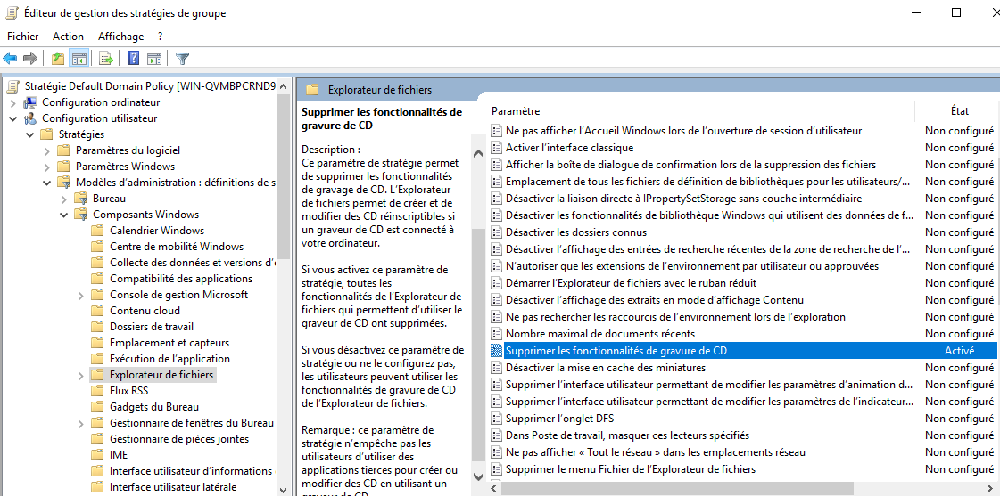 Éditeur de gestion des stratégies de groupe
Fichier Action Affichage ?
Stratégie Default Domain Policy [WIN-QVMBPCRND9
Configuration ordinateur
Configuration utilisateur
Stratégies
Paramètres du logiciel
Paramètres Windows
Modèles d'administration : définitions de s
Bureau
Composants Windows
Calendrier Windows
Centre de mobilité Windows
Collecte des données et versions d'
Compatibilité des applications
Console de gestion Microsoft
Contenu cloud
Dossiers de travail
Emplacement et capteurs
Exécution de l'application
Explorateur de fichiers
Flux RSS
Gadgets du Bureau
Gestionnaire de fenêtres du Bureau
Gestionnaire de pièces jointes
IME
Interface utilisateur d'informations
Interface utilisateur latérale
Explorateur de fichiers
Supprimer les fonctionnalités de
gravure de CD
Description :
Ce paramètre de stratégie permet
de supprimer les fonctionnalités
de gravage de CD. L'Explorateur
de fichiers permet de créer et de
modifier des CD réinscriptibles si
un graveur de CD est connecté à
votre ordinateur.
Si vous activez ce paramètre de
stratégie, toutes les
fonctionnalités de l'Explorateur de
fichiers qui permettent d'utiliser le
graveur de CD ont supprimées.
Si vous désactivez ce paramètre de
stratégie ou ne le configurez pas,
les utilisateurs peuvent utiliser les
fonctionnalités de gravure de CD
de l'Explorateur de fichiers.
Remarque : ce paramètre de
stratégie n'empêche pas les
utilisateurs d'utiliser des
applications tierces pour créer ou
modifier des CD en utilisant un
graveur de CD.
Paramètre État
Ne pas afficher l'Accueil Windows lors de l'ouverture de session d'utilisateur Non configuré
Activer l'interface classique Non configuré
Afficher la boîte de dialogue de confirmation lors de la suppression des fichiers Non configuré
Emplacement de tous les fichiers de définition de bibliothèques pour les utilisateurs/... Non configuré
Désactiver la liaison directe à IPropertySetStorage sans couche intermédiaire Non configuré
Désactiver les fonctionnalités de bibliothèque Windows qui utilisent des données de f... Non configuré
Désactiver les dossiers connus Non configuré
Désactiver l'affichage des entrées de recherche récentes de la zone de recherche de l'... Non configuré
N'autoriser que les extensions de l'environnement par utilisateur ou approuvées Non configuré
Démarrer l'Explorateur de fichiers avec le ruban réduit Non configuré
Désactiver l'affichage des extraits en mode d'affichage Contenu Non configuré
Ne pas rechercher les raccourcis de l'environnement lors de l'exploration Non configuré
Nombre maximal de documents récents Non configuré
Supprimer les fonctionnalités de gravure de CD Activé
Désactiver la mise en cache des miniatures Non configuré
Supprimer l'interface utilisateur permettant de modifier les paramètres d'animation d... Non configuré
Supprimer l'interface utilisateur permettant de modifier les paramètres de l'indicateur... Non configuré
Supprimer l'onglet DFS Non configuré
Dans Poste de travail, masquer ces lecteurs spécifiés Non configuré
Ne pas afficher « Tout le réseau » dans les emplacements réseau Non configuré
Supprimer le menu Fichier de l'Explorateur de fichiers Non configuré